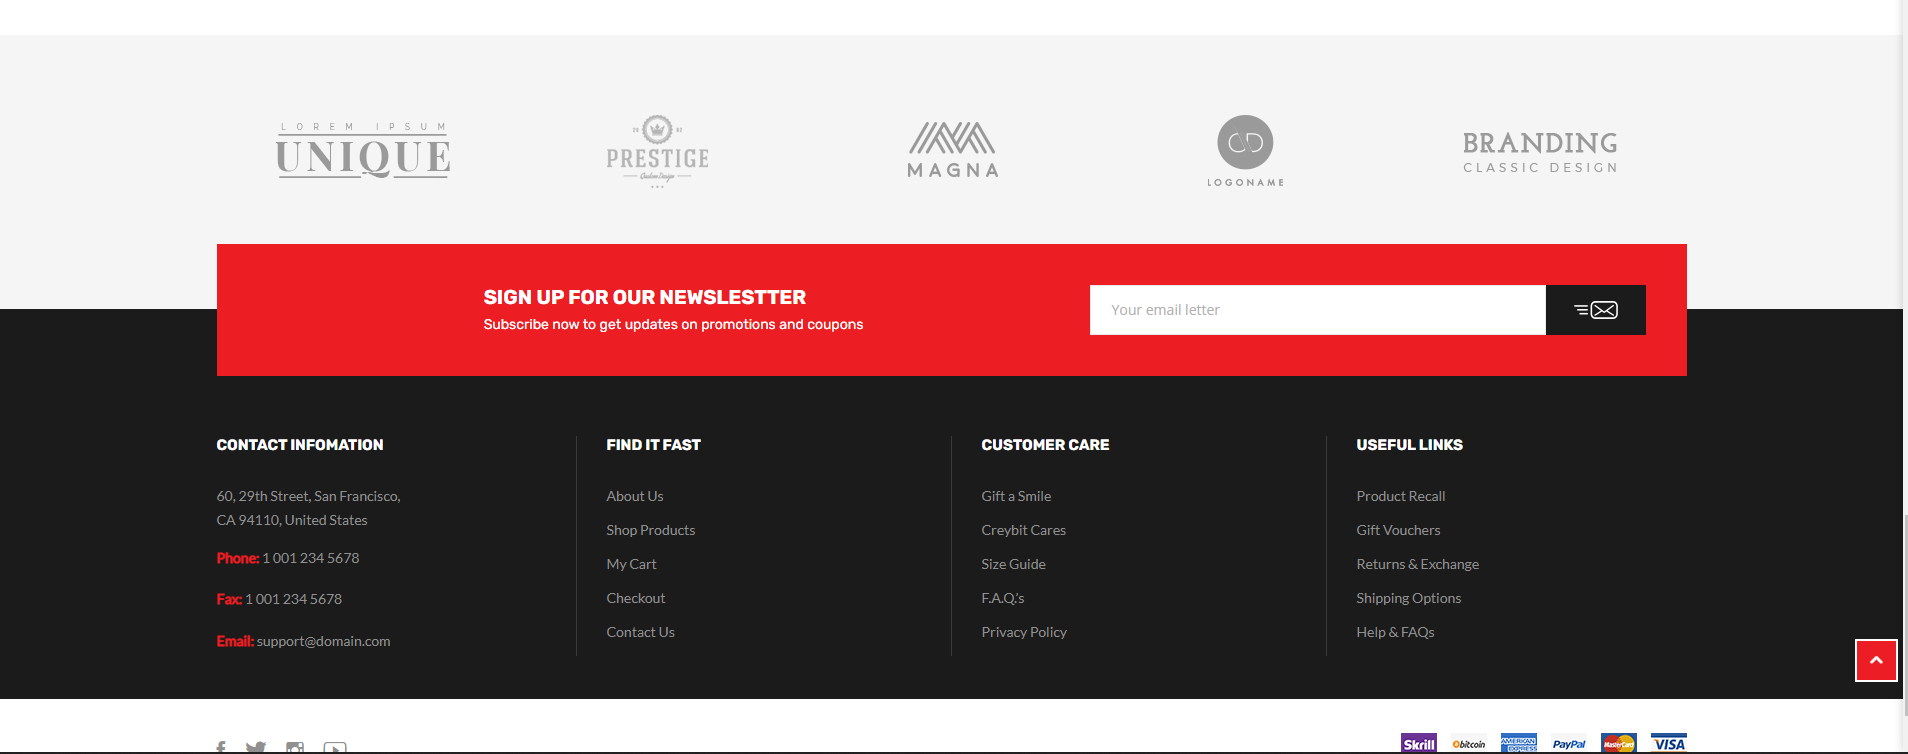 LOREM IPSUM
UNIQUE
PRESTIGE
Custom Design
MAGNA
LOGONAME
BRANDING
CLASSIC DESIGN
SIGN UP FOR OUR NEWSLESTTER
Subscribe now to get updates on promotions and coupons
Your email letter
CONTACT INFOMATION
60, 29th Street, San Francisco,
CA 94110, United States
Phone: 1 001 234 5678
Fax: 1 001 234 5678
Email: support@domain.com
FIND IT FAST
About Us
Shop Products
My Cart
Checkout
Contact Us
CUSTOMER CARE
Gift a Smile
Creybit Cares
Size Guide
F.A.Q.'s
Privacy Policy
USEFUL LINKS
Product Recall
Gift Vouchers
Returns & Exchange
Shipping Options
Help & FAQs
Skrill
bitcoin
AMERICAN
EXPRESS
PayPal
MasterCard
VISA